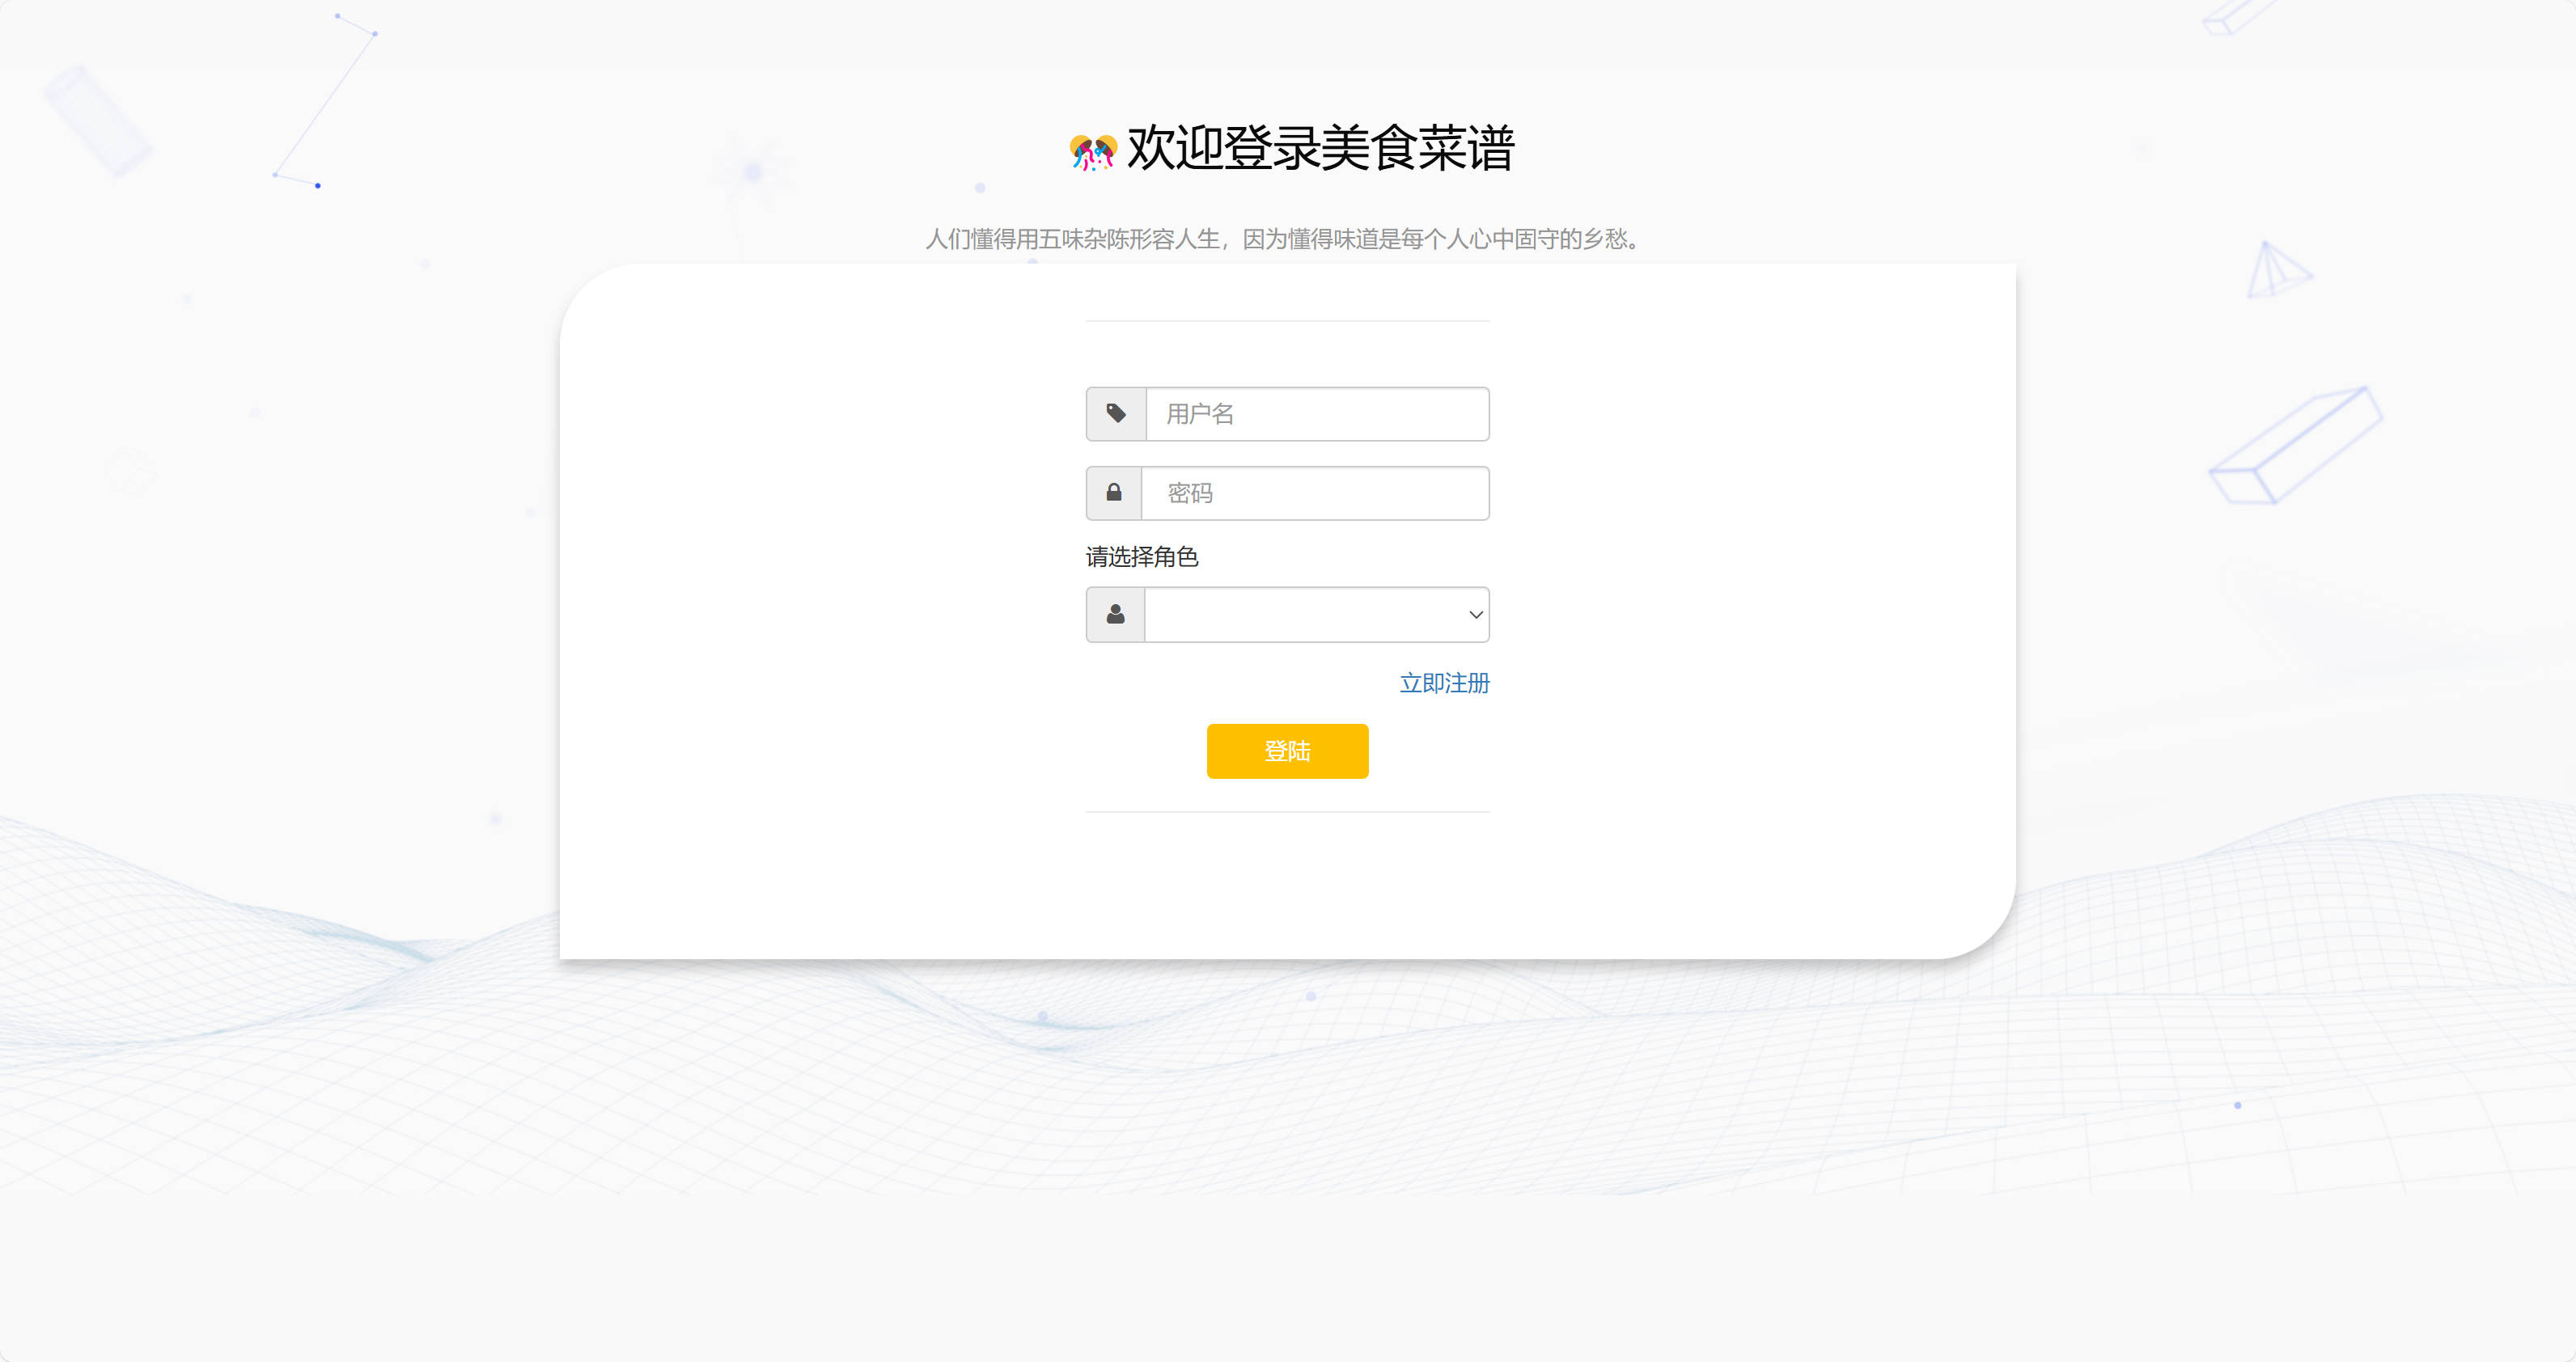 欢迎登录美食菜谱
人们懂得用五味杂陈形容人生，因为懂得味道是每个人心中固守的乡愁。
用户名
密码
请选择角色
立即注册
登陆